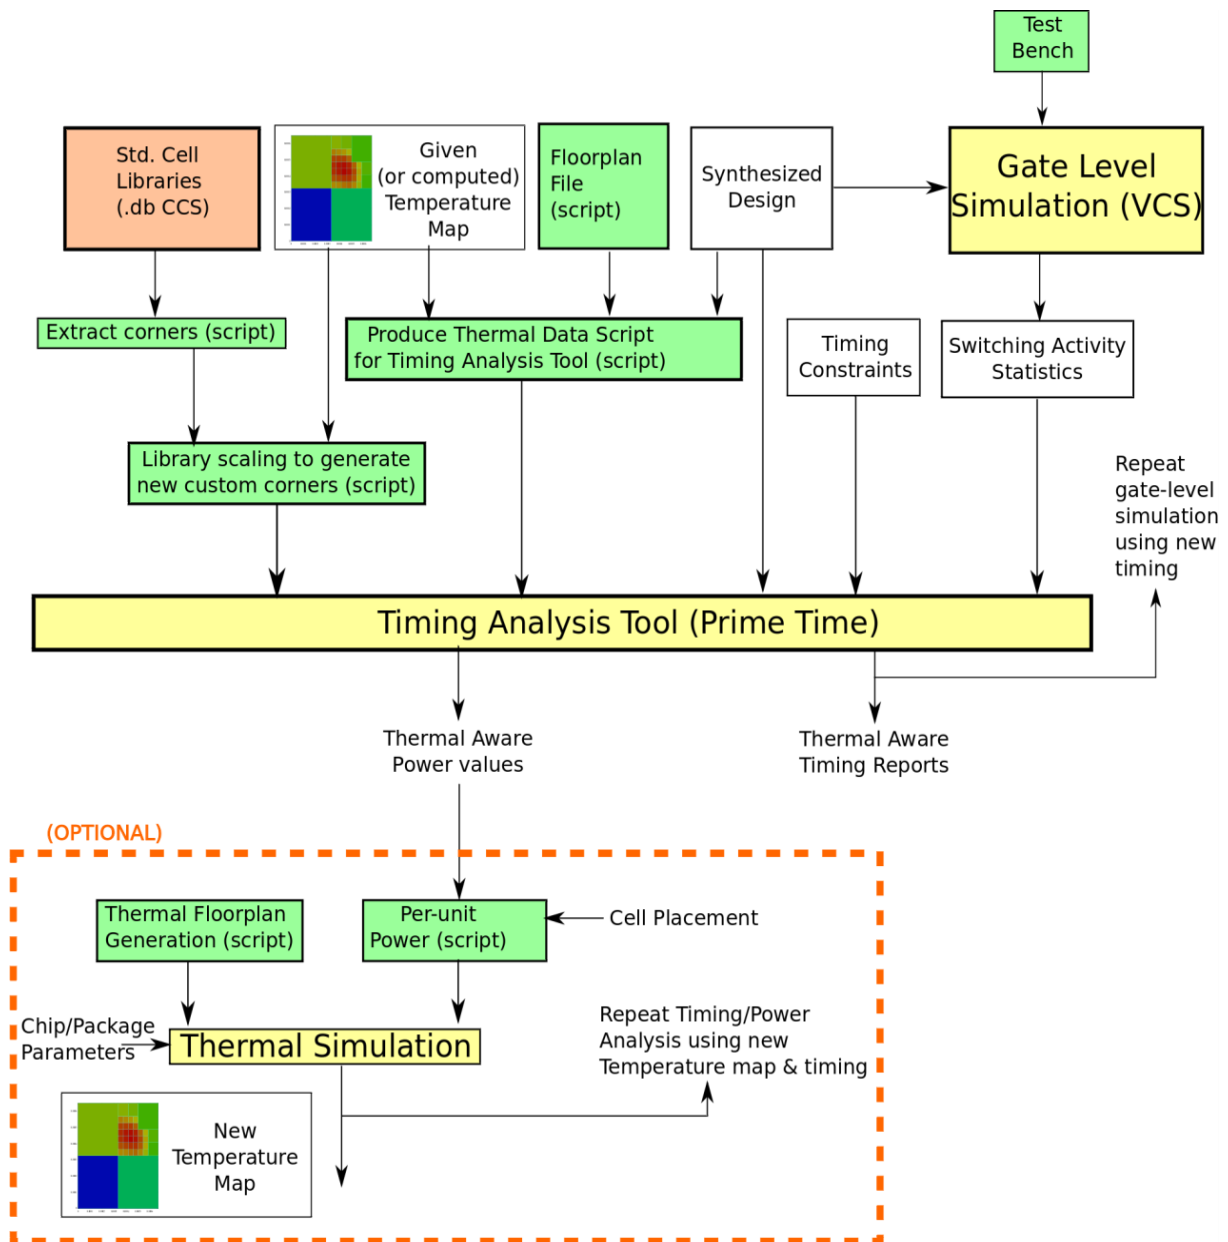 Test
Bench
Std. Cell
Libraries
(.db CCS)
Given
(or computed)
Temperature
Map
Floorplan
File
(script)
Synthesized
Design
Gate Level
Simulation (VCS)
Extract corners (script)
Produce Thermal Data Script
for Timing Analysis Tool (script)
Timing
Constraints
Switching Activity
Statistics
Library scaling to generate
new custom corners (script)
Repeat
gate-level
simulation
using new
timing
Timing Analysis Tool (Prime Time)
Thermal Aware
Power values
Thermal Aware
Timing Reports
(OPTIONAL)
Thermal Floorplan
Generation (script)
Per-unit
Power (script)
Cell Placement
Chip/Package
Parameters
Thermal Simulation
Repeat Timing/Power
Analysis using new
Temperature map & timing
New
Temperature
Map